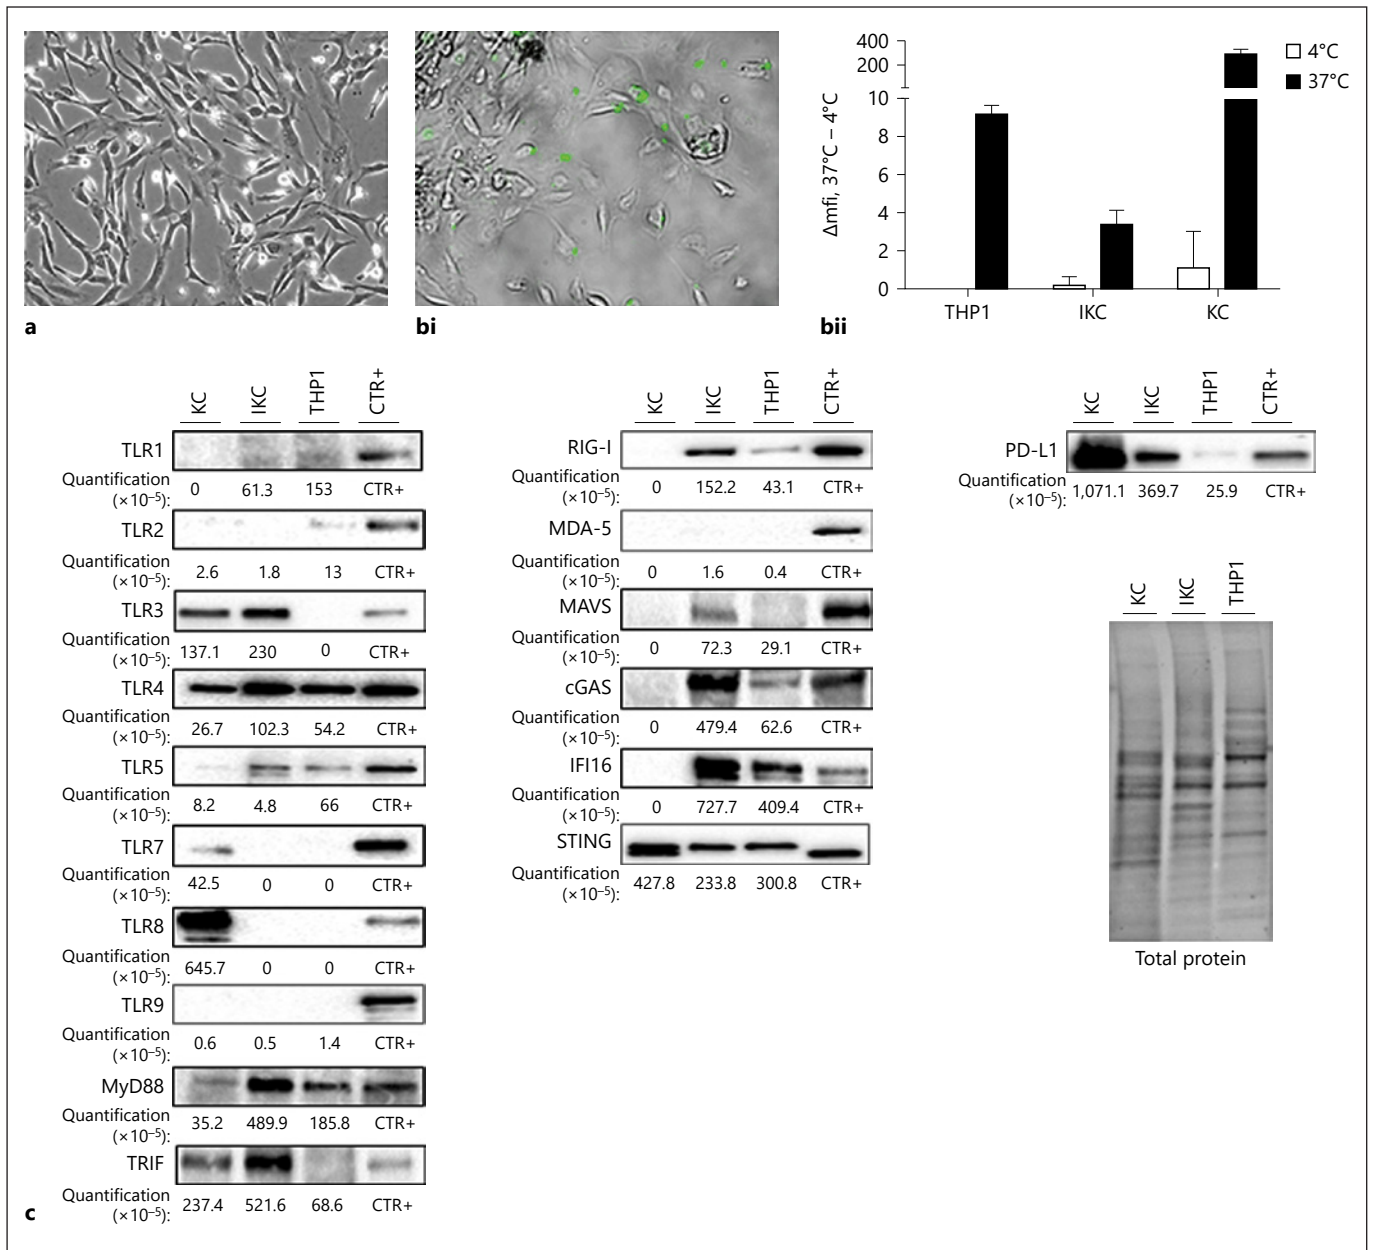 a
bi
400
200
10
8
6
4
2
0
Δmfi, 37°C – 4°C
THP1 IKC KC
4°C
37°C
bii
KC IKC THP1 CTR+
TLR1
Quantification
(×10⁻⁵): 0 61.3 153 CTR+
TLR2
Quantification
(×10⁻⁵): 2.6 1.8 13 CTR+
TLR3
Quantification
(×10⁻⁵): 137.1 230 0 CTR+
TLR4
Quantification
(×10⁻⁵): 26.7 102.3 54.2 CTR+
TLR5
Quantification
(×10⁻⁵): 8.2 4.8 66 CTR+
TLR7
Quantification
(×10⁻⁵): 42.5 0 0 CTR+
TLR8
Quantification
(×10⁻⁵): 645.7 0 0 CTR+
TLR9
Quantification
(×10⁻⁵): 0.6 0.5 1.4 CTR+
MyD88
Quantification
(×10⁻⁵): 35.2 489.9 185.8 CTR+
TRIF
Quantification
(×10⁻⁵): 237.4 521.6 68.6 CTR+
KC IKC THP1 CTR+
RIG-I
Quantification
(×10⁻⁵): 0 152.2 43.1 CTR+
MDA-5
Quantification
(×10⁻⁵): 0 1.6 0.4 CTR+
MAVS
Quantification
(×10⁻⁵): 0 72.3 29.1 CTR+
cGAS
Quantification
(×10⁻⁵): 0 479.4 62.6 CTR+
IFI16
Quantification
(×10⁻⁵): 0 727.7 409.4 CTR+
STING
Quantification
(×10⁻⁵): 427.8 233.8 300.8 CTR+
KC IKC THP1 CTR+
PD-L1
Quantification
(×10⁻⁵): 1,071.1 369.7 25.9 CTR+
KC IKC THP1
Total protein
c